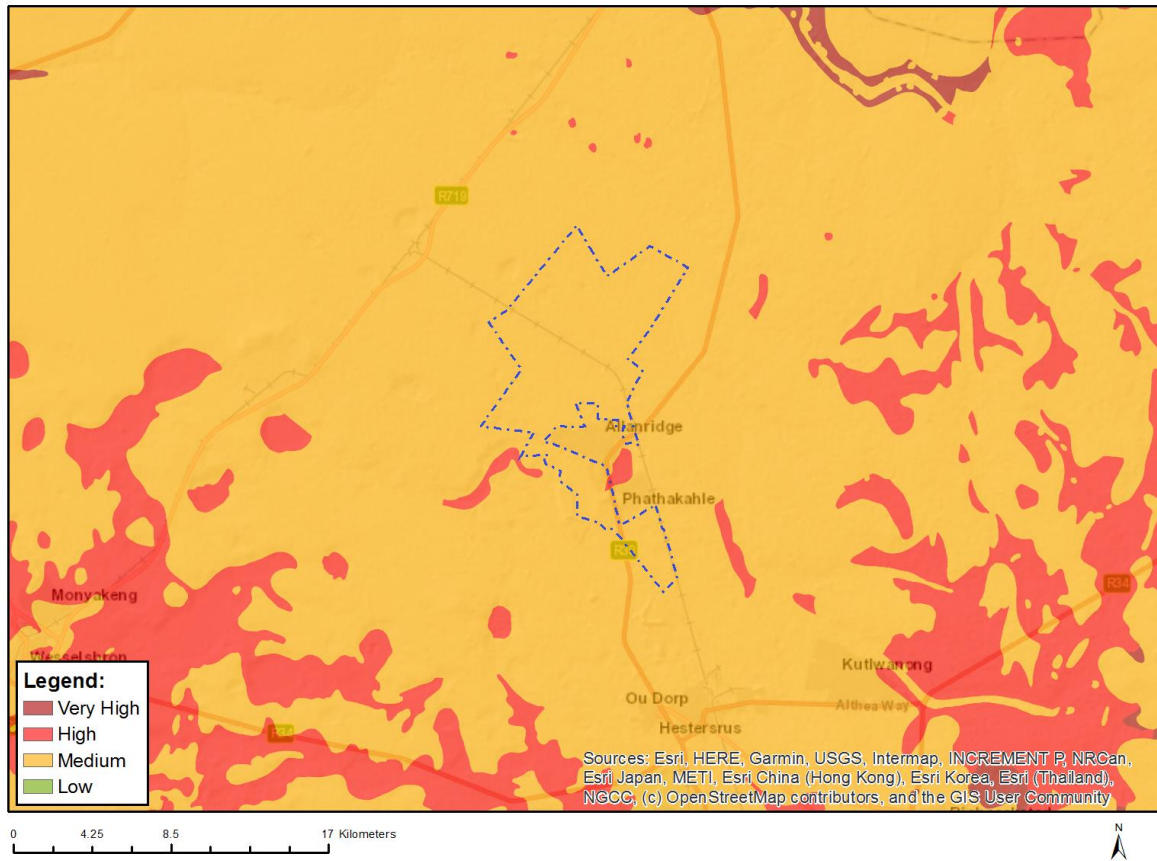 R719
Allanridge
Phathakahle
R30
R34
Monyakeng
Wesselsbron
Kutlwanong
Ou Dorp
Althea Way
R34
Hestersrus
Legend:
Very High
High
Medium
Low
Sources: Esri, HERE, Garmin, USGS, Intermap, INCREMENT P, NRCan,
Esri Japan, METI, Esri China (Hong Kong), Esri Korea, Esri (Thailand),
NGCC, (c) OpenStreetMap contributors, and the GIS User Community
0 4.25 8.5 17 Kilometers
N